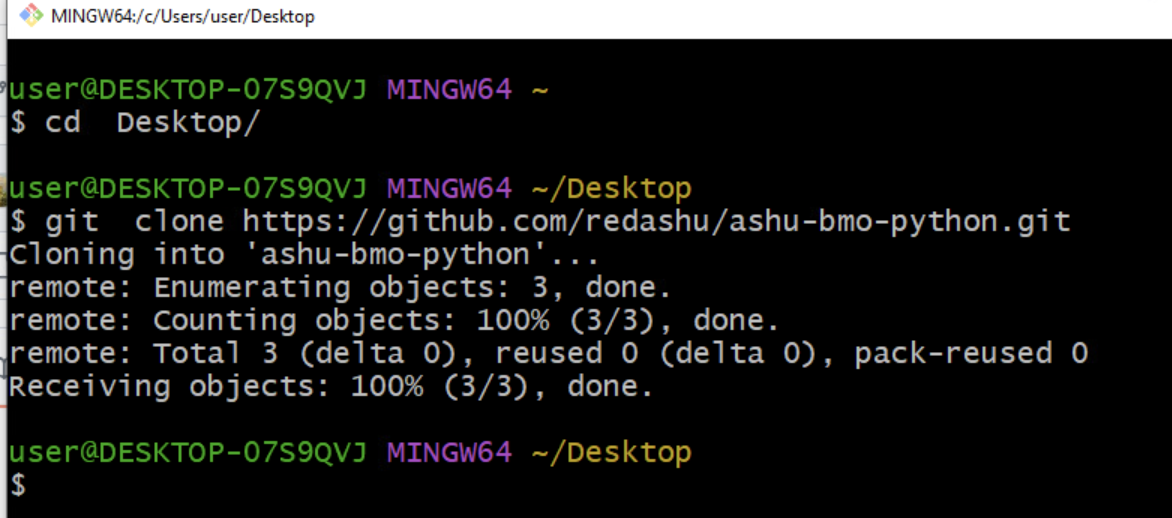 MINGW64:/c/Users/user/Desktop
user@DESKTOP-07S9QVJ MINGW64 ~
$ cd  Desktop/
user@DESKTOP-07S9QVJ MINGW64 ~/Desktop
$ git  clone https://github.com/redashu/ashu-bmo-python.git
Cloning into 'ashu-bmo-python'...
remote: Enumerating objects: 3, done.
remote: Counting objects: 100% (3/3), done.
remote: Total 3 (delta 0), reused 0 (delta 0), pack-reused 0
Receiving objects: 100% (3/3), done.
user@DESKTOP-07S9QVJ MINGW64 ~/Desktop
$